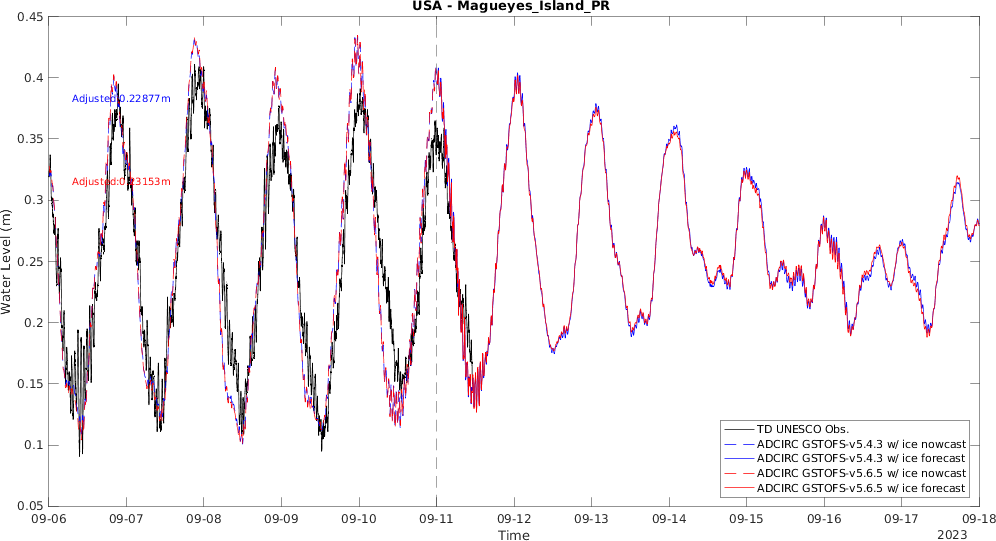 USA - Magueyes_Island_PR
0.45
0.4
0.35
0.3
0.25
0.2
0.15
0.1
0.05
Water Level (m)
Adjusted:0.22877m
Adjusted:0.23153m
TD UNESCO Obs.
ADCIRC GSTOFS-v5.4.3 w/ ice nowcast
ADCIRC GSTOFS-v5.4.3 w/ ice forecast
ADCIRC GSTOFS-v5.6.5 w/ ice nowcast
ADCIRC GSTOFS-v5.6.5 w/ ice forecast
09-06 09-07 09-08 09-09 09-10 09-11 09-12 09-13 09-14 09-15 09-16 09-17 09-18
Time
2023